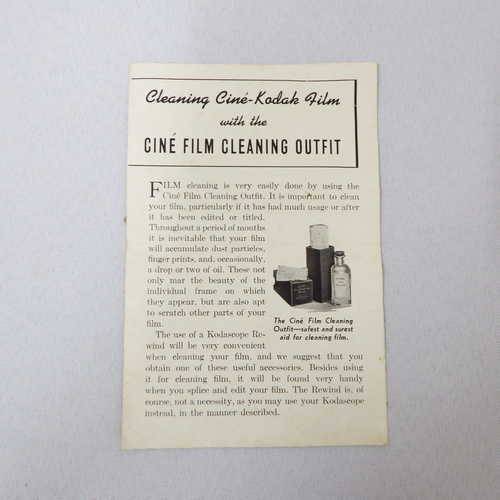 Cleaning Ciné-Kodak Film
with the
CINÉ FILM CLEANING OUTFIT
FILM cleaning is very easily done by using the
Ciné Film Cleaning Outfit. It is important to clean
your film, particularly if it has had much usage or after
it has been edited or titled.
Throughout a period of months
it is inevitable that your film
will accumulate dust particles,
finger prints, and, occasionally,
a drop or two of oil. These not
only mar the beauty of the
individual frame on which
they appear, but are also apt
to scratch other parts of your
film.
The Ciné Film Cleaning
Outfit—safest and surest
aid for cleaning film.
The use of a Kodascope Re-
wind will be very convenient
when cleaning your film, and we suggest that you
obtain one of these useful accessories. Besides using
it for cleaning film, it will be found very handy
when you splice and edit your film. The Rewind is, of
course, not a necessity, as you may use your Kodascope
instead, in the manner described.